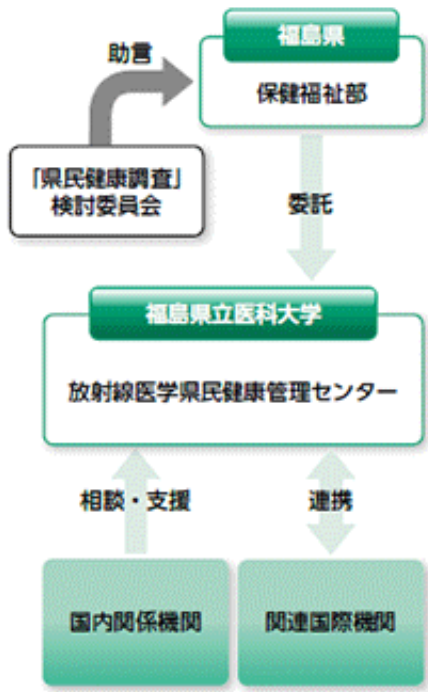 福島県
助言
保健福祉部
「県民健康調査」
検討委員会
委託
福島県立医科大学
放射線医学県民健康管理センター
相談・支援
連携
国内関係機関
関連国際機関